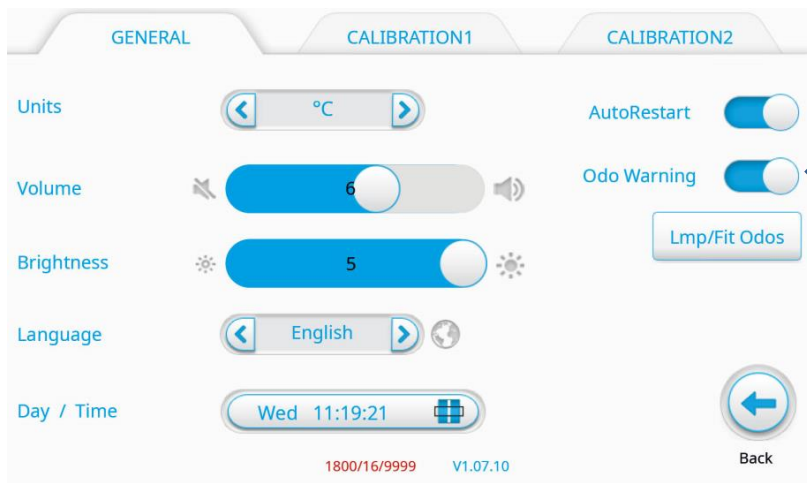 GENERAL CALIBRATION1 CALIBRATION2
Units °C AutoRestart
Volume 6 Odo Warning
Lmp/Fit Odos
Brightness 5
Language English
Day / Time Wed 11:19:21
1800/16/9999 V1.07.10 Back